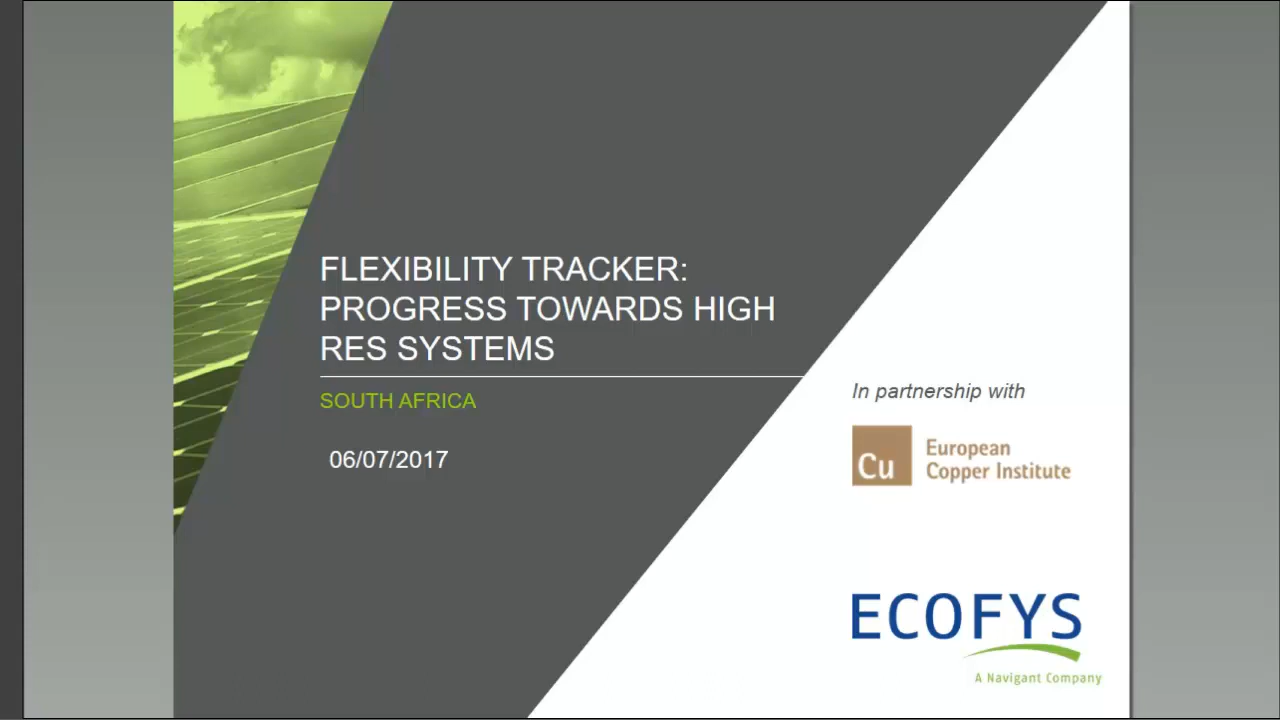 FLEXIBILITY TRACKER:
PROGRESS TOWARDS HIGH
RES SYSTEMS
SOUTH AFRICA
06/07/2017
In partnership with
Cu
European
Copper Institute
ECOFYS
A Navigant Company